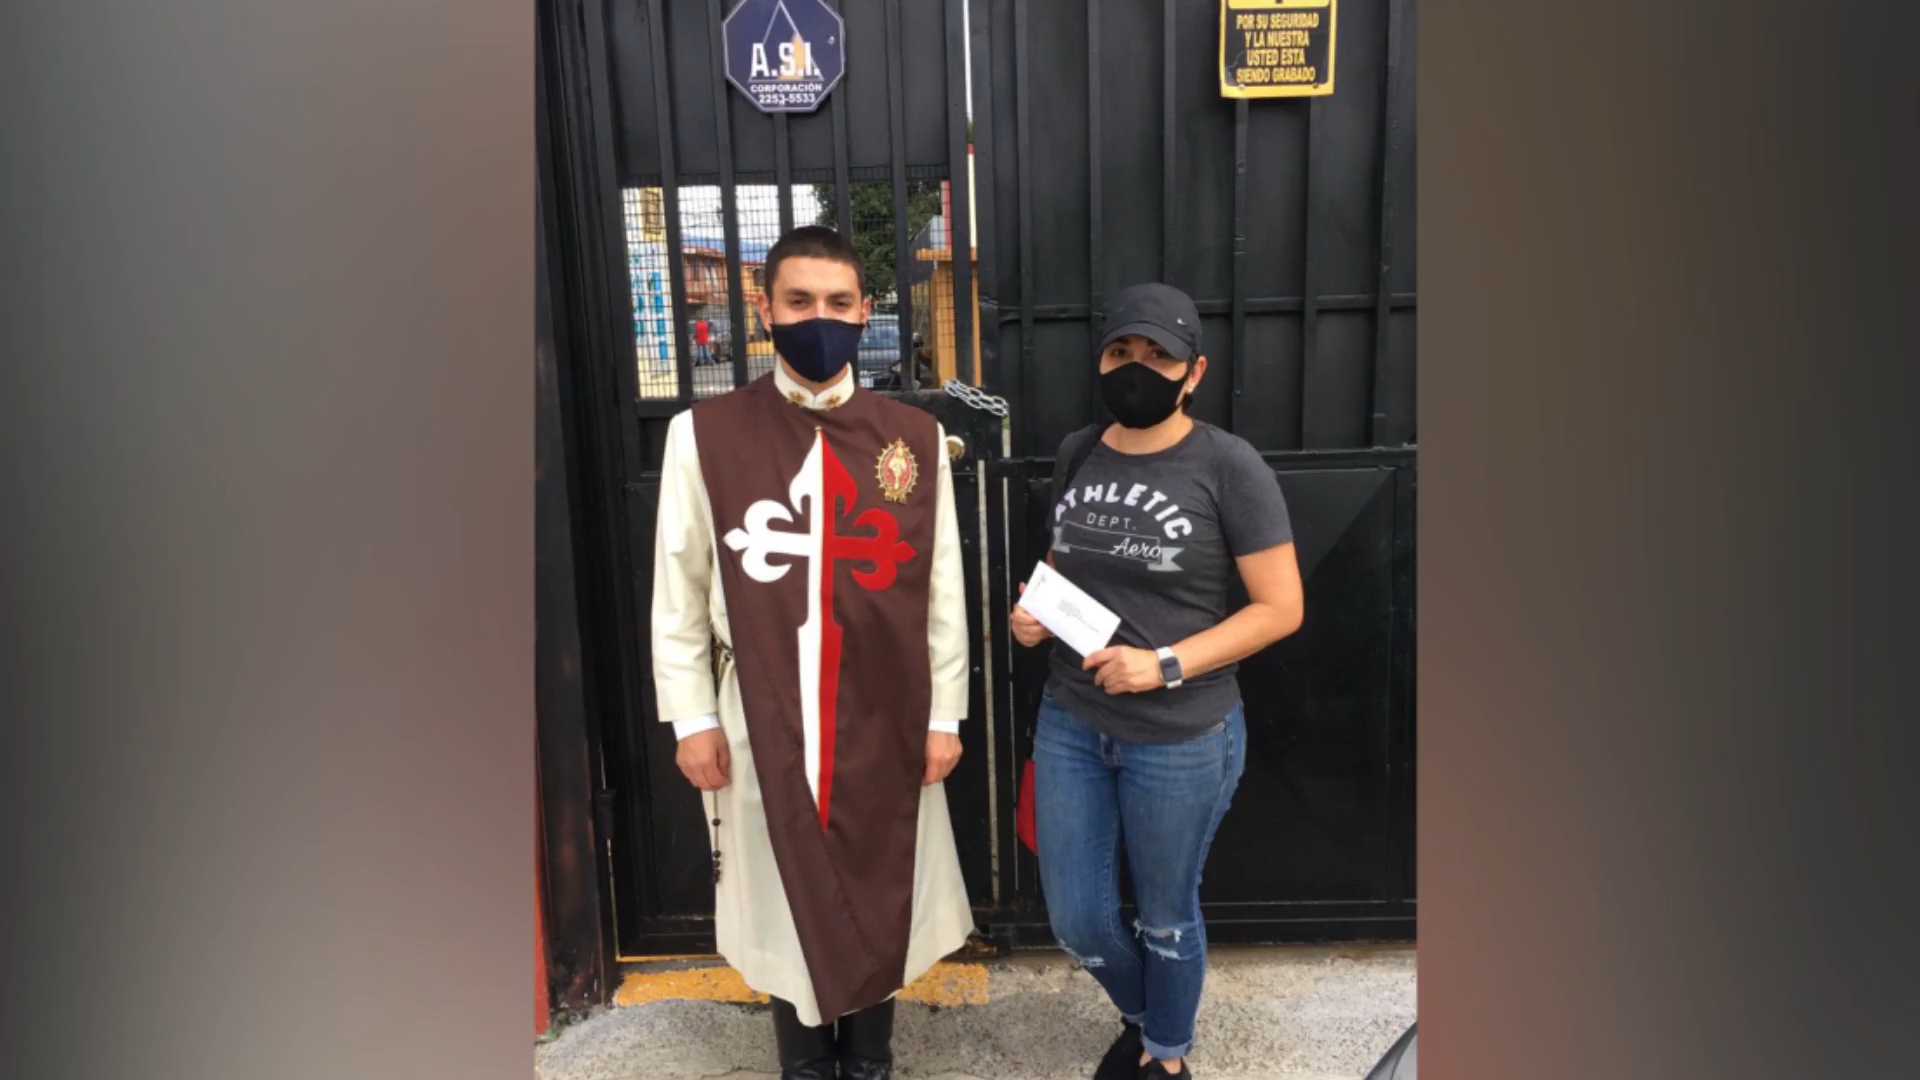 A.S.I.
CORPORACIÓN
2253-5533
POR SU SEGURIDAD
Y LA NUESTRA
USTED ESTA
SIENDO GRABADO
ATHLETIC
DEPT.
Aero